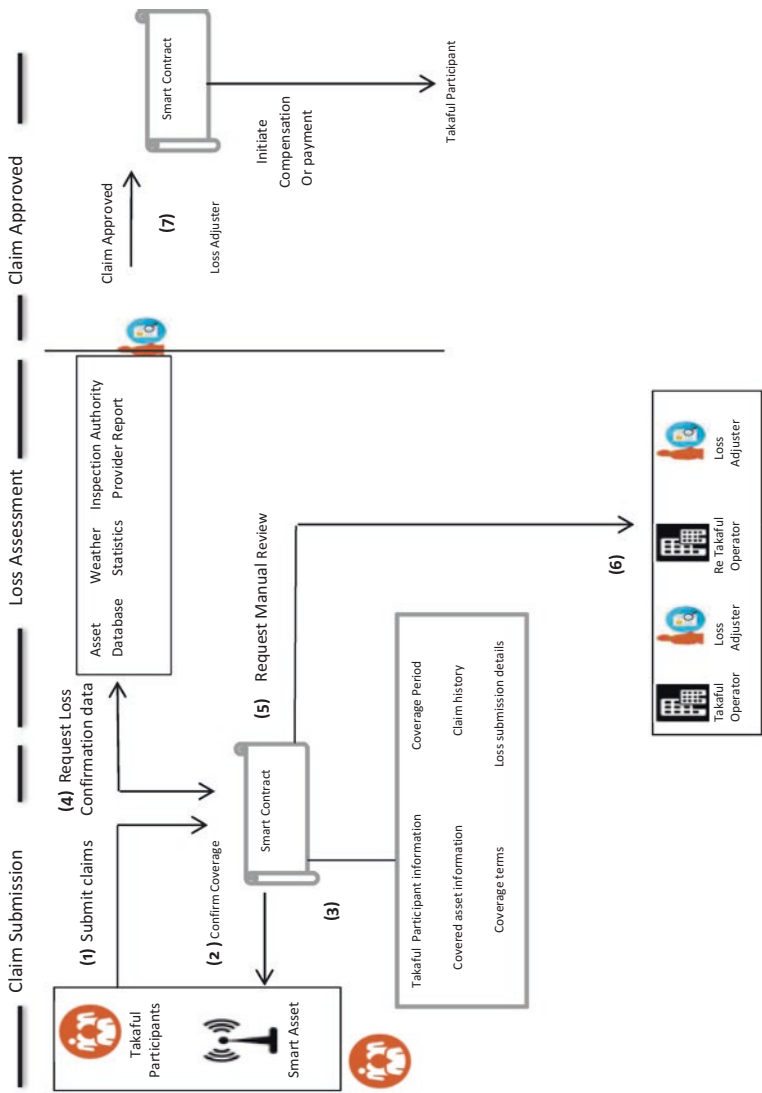 Claim Submission
Loss Assessment
Claim Approved
(1) Submit claims
(4) Request Loss
Confirmation data
Takaful
Participants
Smart Asset
(2) Confirm Coverage
(3)
Smart Contract
Asset
Database
Weather
Statistics
Inspection Authority
Provider Report
(5) Request Manual Review
Takaful Participant information
Covered asset information
Coverage terms
Coverage Period
Claim history
Loss submission details
(6)
Takaful
Operator
Loss
Adjuster
Re Takaful
Operator
Loss
Adjuster
Claim Approved
(7)
Loss Adjuster
Smart Contract
Initiate
Compensation
Or payment
Takaful Participant